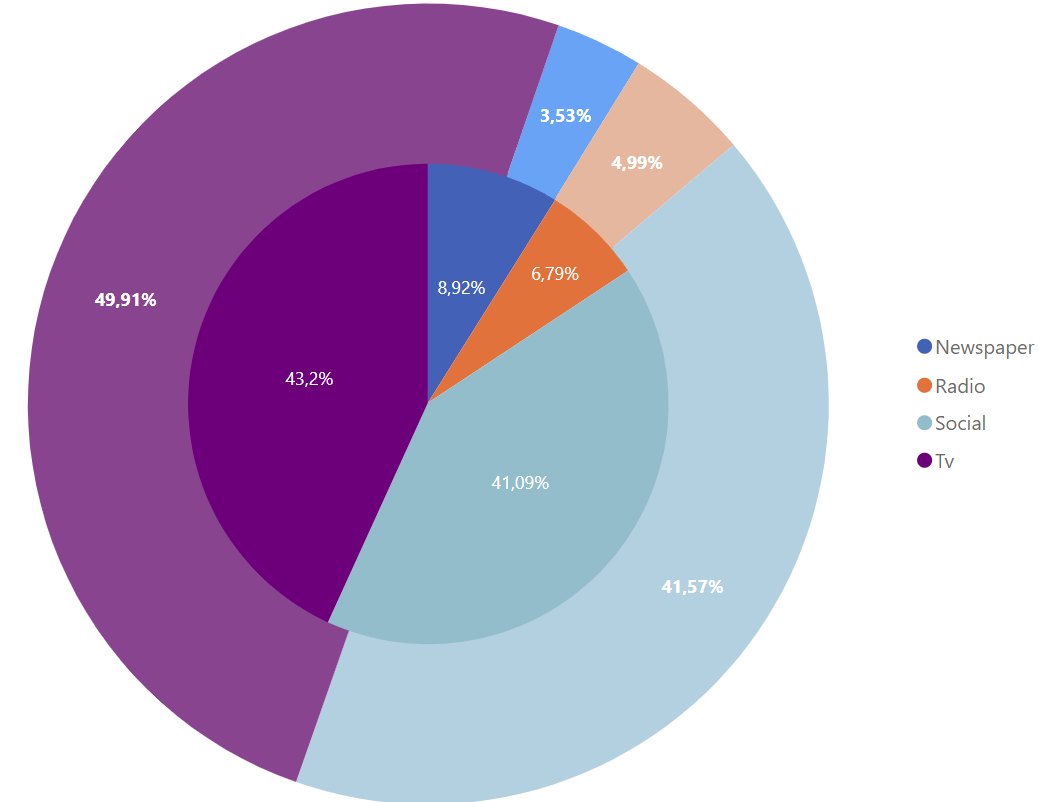 3,53%
4,99%
8,92%
6,79%
49,91%
43,2%
41,09%
41,57%
Newspaper
Radio
Social
Tv